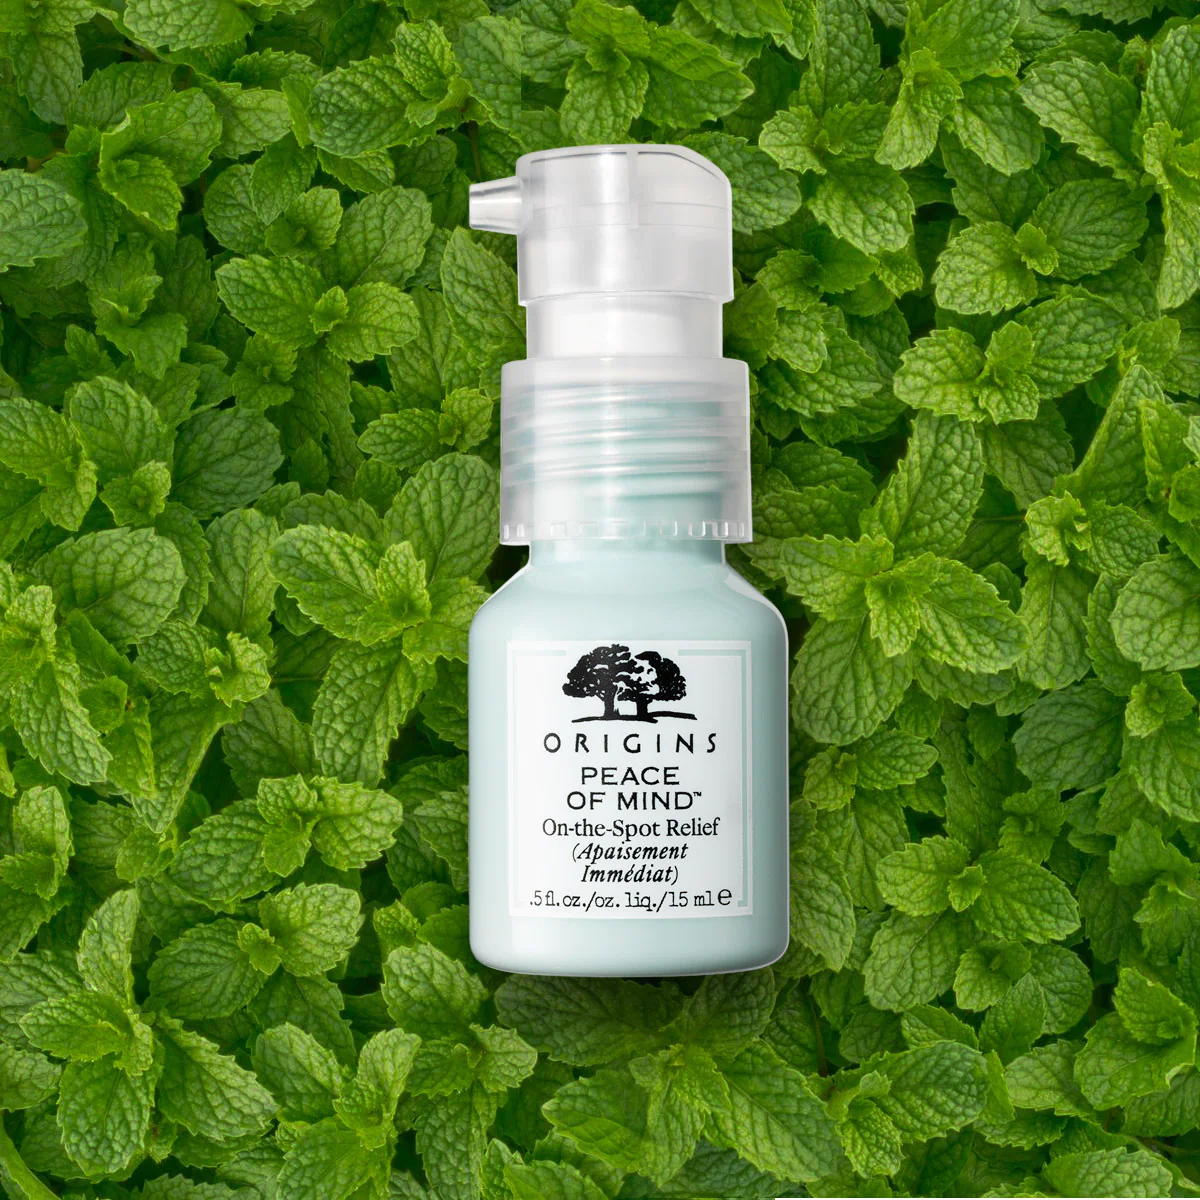 ORIGINS
PEACE
OF MIND™
On-the-Spot Relief
(Apaisement
Immédiat)
.5 fl. oz./oz. liq./15 ml ℮